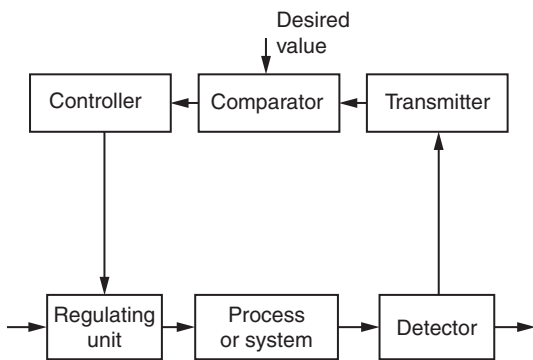 Desired
value
Controller
Comparator
Transmitter
Regulating
unit
Process
or system
Detector